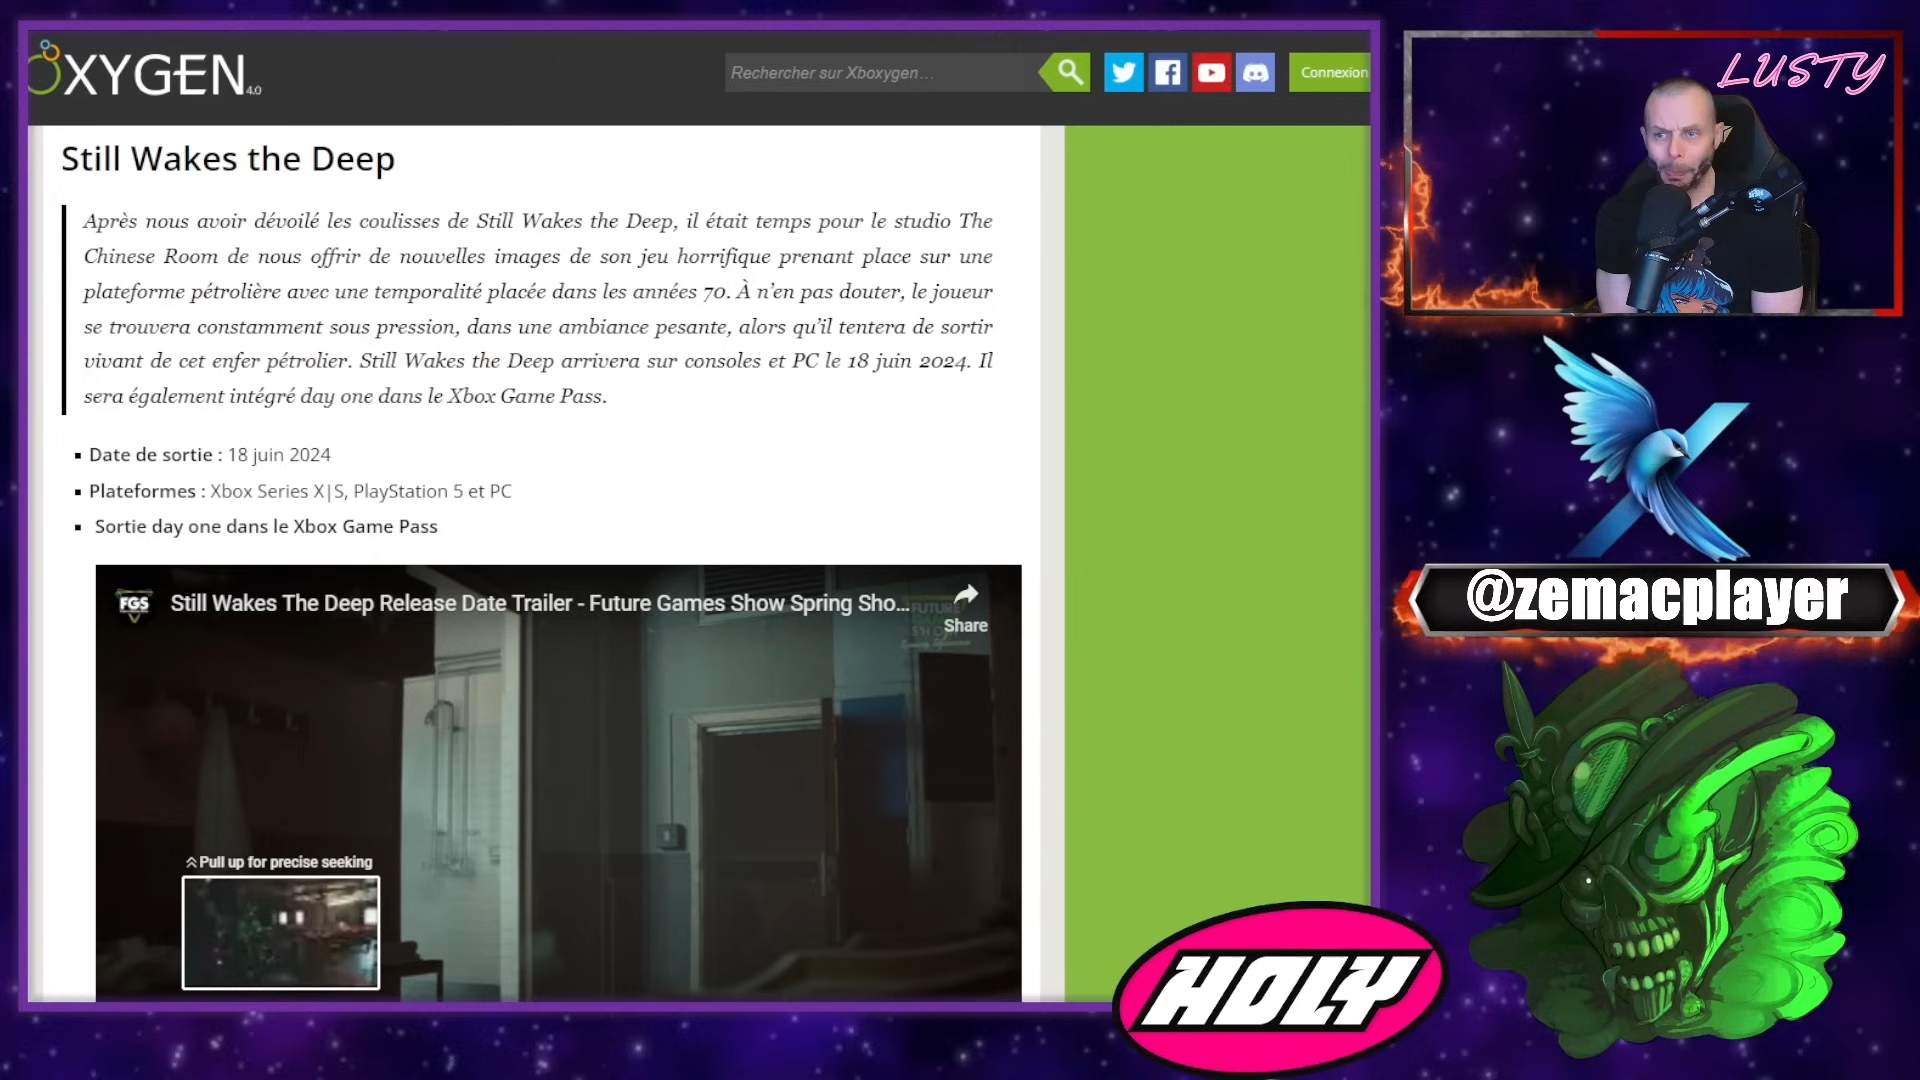 XYGEN 4.0
Rechercher sur Xboxygen...
Connexion
Still Wakes the Deep
Après nous avoir dévoilé les coulisses de Still Wakes the Deep, il était temps pour le studio The
Chinese Room de nous offrir de nouvelles images de son jeu horrifique prenant place sur une
plateforme pétrolière avec une temporalité placée dans les années 70. À n'en pas douter, le joueur
se trouvera constamment sous pression, dans une ambiance pesante, alors qu'il tentera de sortir
vivant de cet enfer pétrolier. Still Wakes the Deep arrivera sur consoles et PC le 18 juin 2024. Il
sera également intégré day one dans le Xbox Game Pass.
▪ Date de sortie : 18 juin 2024
▪ Plateformes : Xbox Series X|S, PlayStation 5 et PC
▪ Sortie day one dans le Xbox Game Pass
FGS
Still Wakes The Deep Release Date Trailer - Future Games Show Spring Sho...
FUTURE
Share
Pull up for precise seeking
LUSTY
@zemacplayer
HOLY